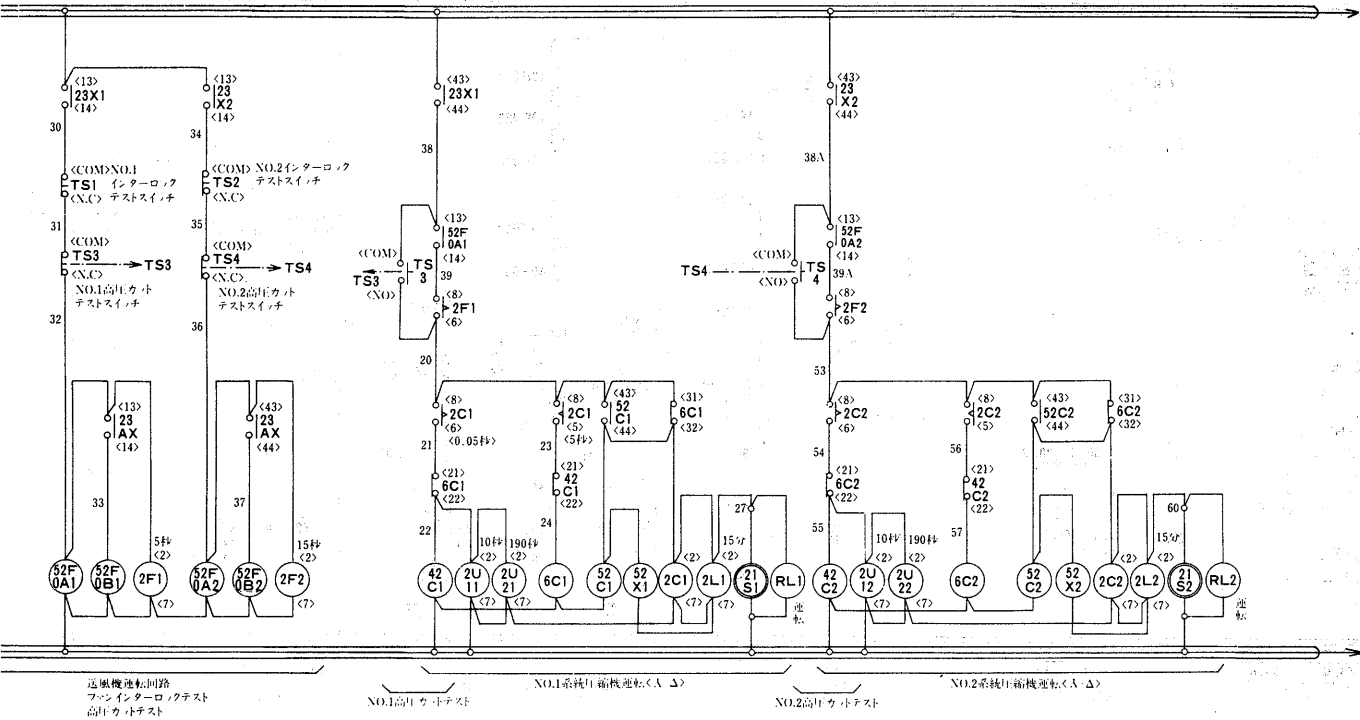 <13>
23X1
<14>
30
<COM>NO.1
TS1 インターロック
<N.C> テストスイッチ
31
<COM>
TS3
TS3
<N.C>
NO.1高圧カット
テストスイッチ
32
<13>
23
AX
<14>
33
5秒
<2>
52F
0A1
52F
0B1
2F1
<7>
<13>
23
X2
<14>
34
<COM> NO.2インターロック
TS2 テストスイッチ
<N.C>
35
<COM>
TS4
TS4
<N.C>
NO.2高圧カット
テストスイッチ
36
<43>
23
AX
<44>
37
15秒
<2>
52F
0A2
52F
0B2
2F2
<7>
<43>
23X1
<44>
38
<13>
52F
0A1
<14>
<COM>
TS
3
TS3
<NO>
39
<8>
2F1
<6>
20
<8>
2C1
<6>
<0.05秒>
21
<21>
6C1
<22>
22
<8>
2C1
<5>
<5秒>
23
<21>
42
C1
<22>
24
<43>
52
C1
<44>
<31>
6C1
<32>
10秒
<2>
190秒
<2>
<2>
15分
<2>
27
42
C1
2U
11
2U
21
6C1
52
C1
52
X1
2C1
2L1
21
S1
RL1
<7>
<7>
<7>
<7>
運転
<43>
23
X2
<44>
38A
<13>
52F
0A2
<14>
<COM>
TS
4
TS4
<NO>
39A
<8>
2F2
<6>
53
<8>
2C2
<6>
54
<21>
6C2
<22>
55
<8>
2C2
<5>
56
<21>
42
C2
<22>
57
<43>
52C2
<44>
<31>
6C2
<32>
10秒
<2>
190秒
<2>
<2>
15分
<2>
60
42
C2
2U
12
2U
22
6C2
52
C2
52
X2
2C2
2L2
21
S2
RL2
<7>
<7>
<7>
<7>
運転
送風機運転回路
ファンインターロックテスト
高圧カットテスト
NO.1高圧カットテスト
NO.1系統圧縮機運転<人-Δ>
NO.2高圧カットテスト
NO.2系統圧縮機運転<人-Δ>